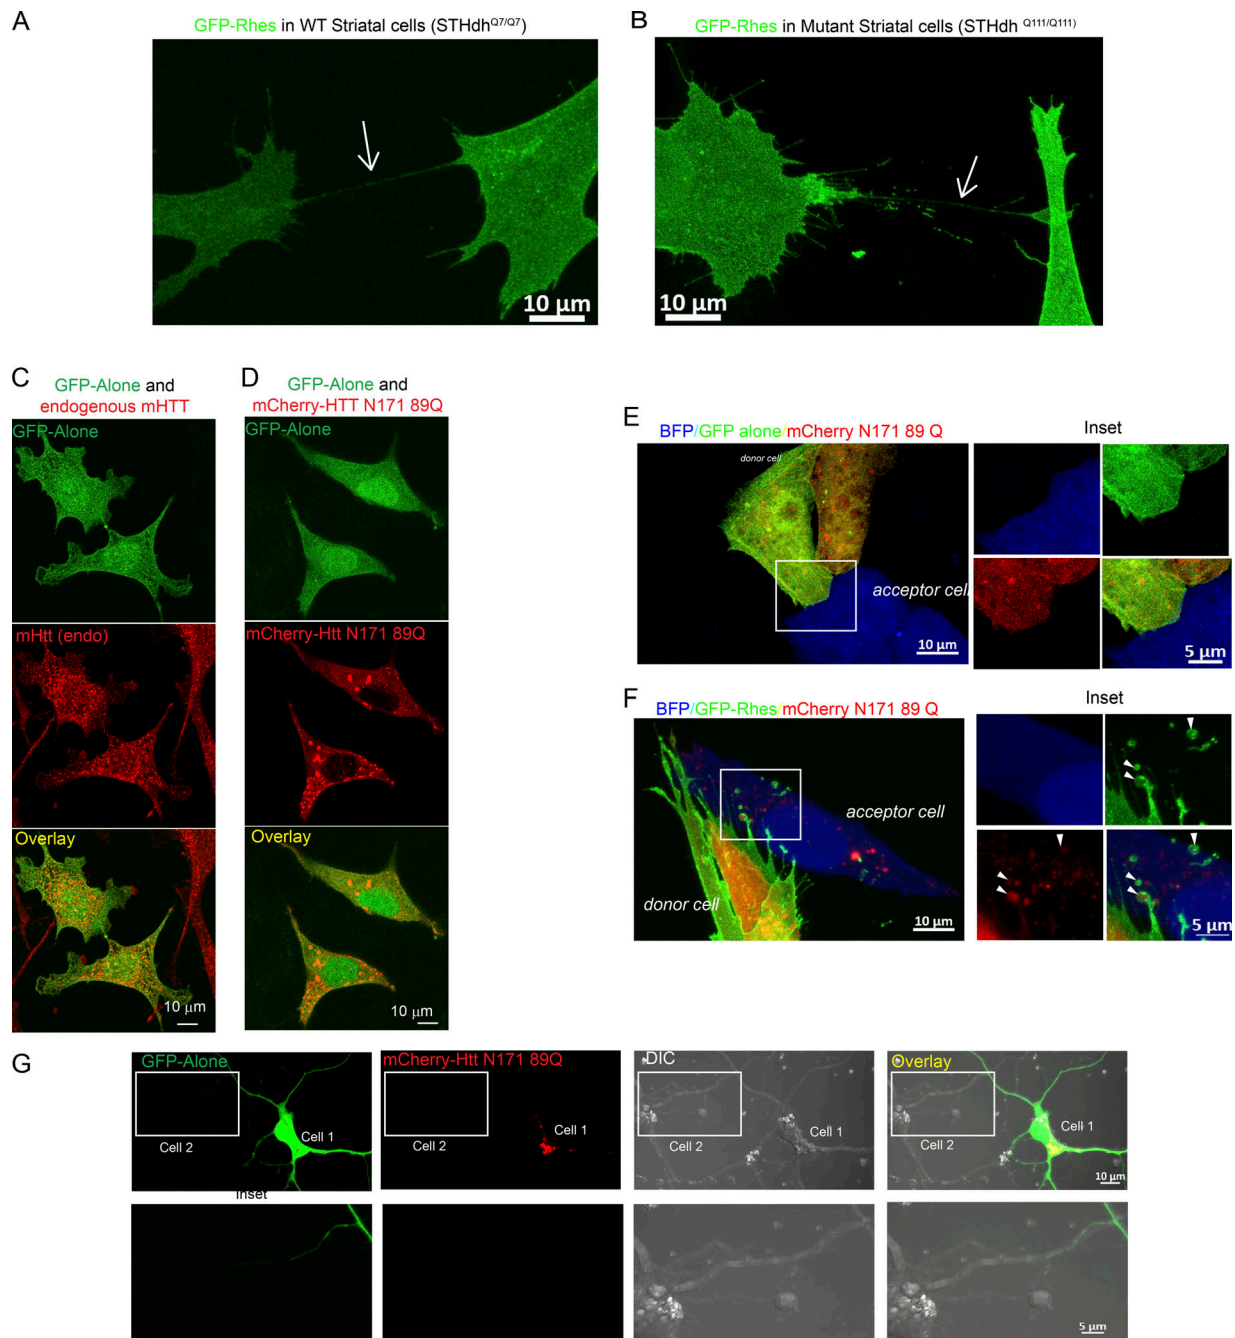 A
GFP-Rhes in WT Striatal cells (STHdh Q7/Q7)
10 µm
B
GFP-Rhes in Mutant Striatal cells (STHdh Q111/Q111)
10 µm
C
GFP-Alone and
endogenous mHTT
GFP-Alone
mHtt (endo)
Overlay
10 µm
D
GFP-Alone and
mCherry-HTT N171 89Q
GFP-Alone
mCherry-Htt N171 89Q
Overlay
10 µm
E
BFP/GFP alone/mCherry N171 89 Q
donor cell
acceptor cell
10 µm
Inset
5 µm
F
BFP/GFP-Rhes/mCherry N171 89 Q
acceptor cell
donor cell
10 µm
Inset
5 µm
G
GFP-Alone
Cell 1
Cell 2
mCherry-Htt N171 89Q
Cell 1
Cell 2
DIC
Cell 1
Cell 2
Overlay
Cell 1
Cell 2
10 µm
Inset
5 µm